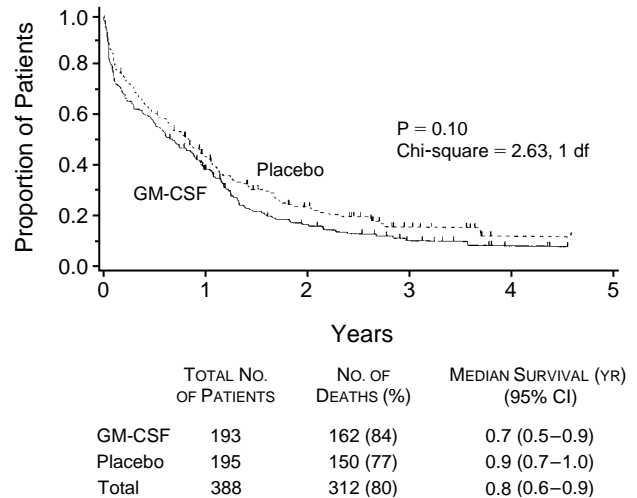 1.0
0.8
0.6
0.4
0.2
0.0
Proportion of Patients
P = 0.10
Chi-square = 2.63, 1 df
Placebo
GM-CSF
0 1 2 3 4 5
Years
TOTAL NO. OF PATIENTS NO. OF DEATHS (%) MEDIAN SURVIVAL (YR) (95% CI)
GM-CSF 193 162 (84) 0.7 (0.5–0.9)
Placebo 195 150 (77) 0.9 (0.7–1.0)
Total 388 312 (80) 0.8 (0.6–0.9)